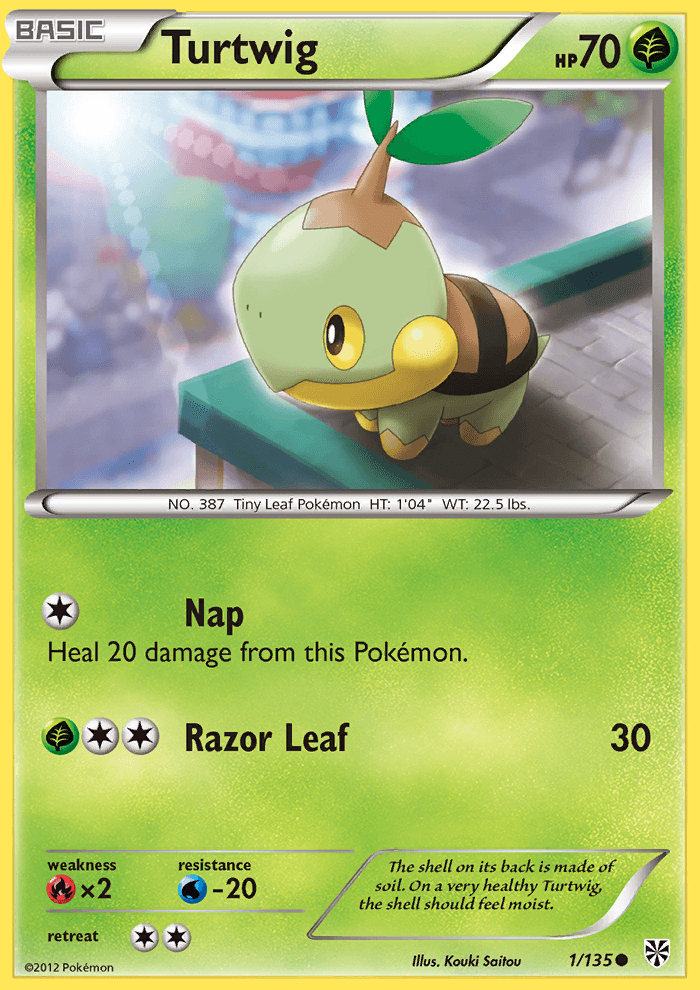 BASIC
Turtwig
HP70
NO. 387 Tiny Leaf Pokémon HT: 1'04" WT: 22.5 lbs.
Nap
Heal 20 damage from this Pokémon.
Razor Leaf 30
weakness resistance
×2 -20
retreat
The shell on its back is made of
soil. On a very healthy Turtwig,
the shell should feel moist.
©2012 Pokémon
Illus. Kouki Saitou 1/135